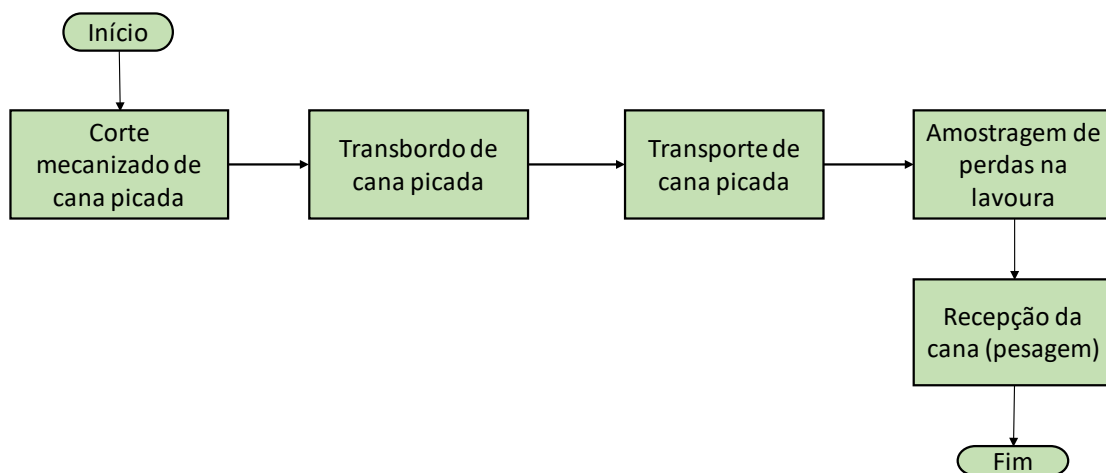 Início
Corte
mecanizado de
cana picada
Transbordo de
cana picada
Transporte de
cana picada
Amostragem de
perdas na
lavoura
Recepção da
cana (pesagem)
Fim